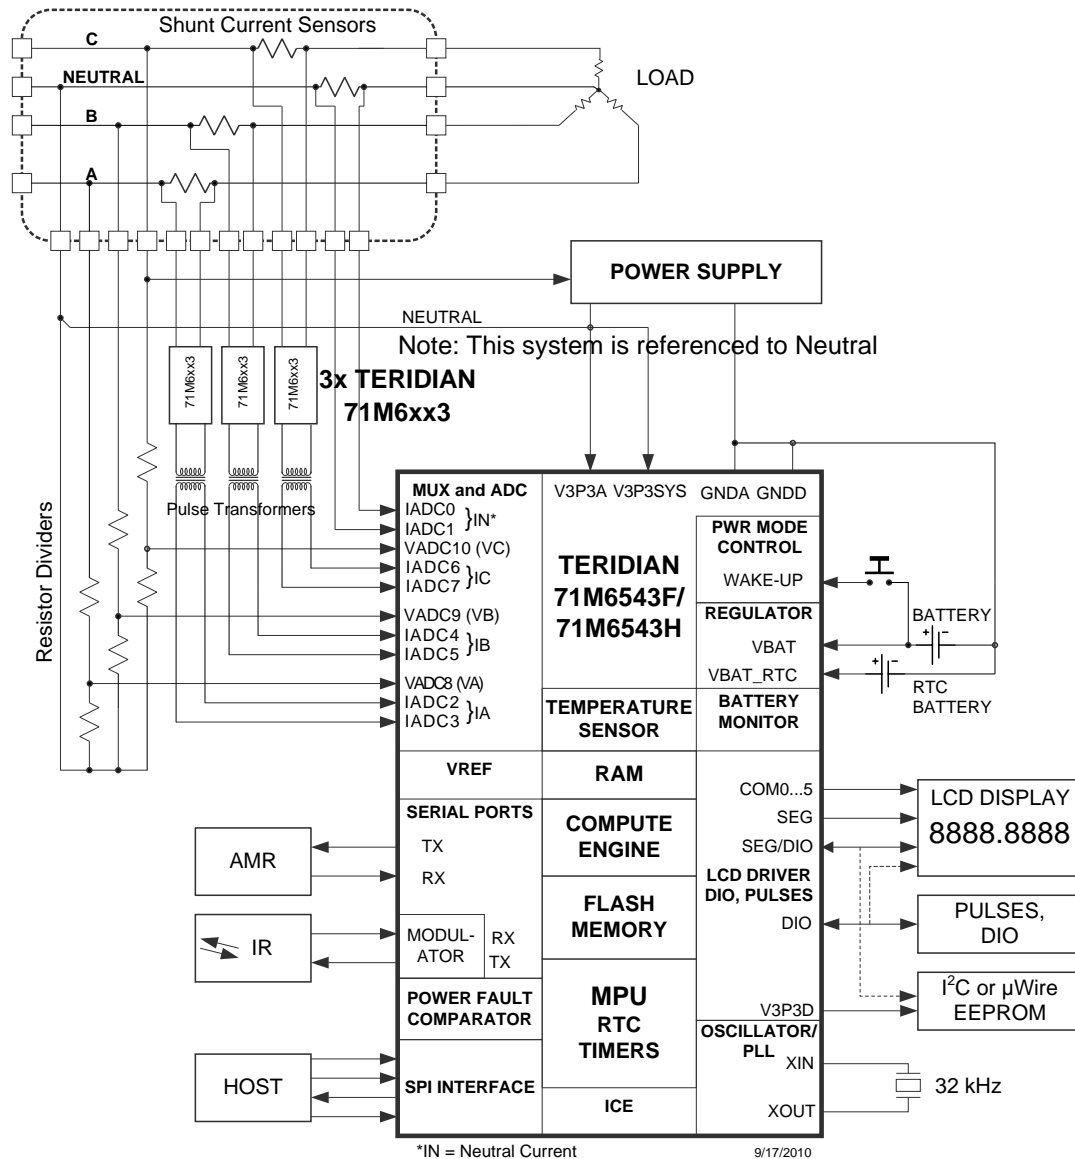 Shunt Current Sensors
C
NEUTRAL
LOAD
B
A
POWER SUPPLY
NEUTRAL
Note: This system is referenced to Neutral
71M6xx3
71M6xx3
71M6xx3
3x TERIDIAN
71M6xx3
Resistor Dividers
Pulse Transformers
MUX and ADC
IADC0
IADC1
}IN*
VADC10 (VC)
IADC6
IADC7
}IC
VADC9 (VB)
IADC4
IADC5
}IB
VADC8 (VA)
IADC2
IADC3
}IA
V3P3A V3P3SYS GNDA GNDD
TERIDIAN
71M6543F/
71M6543H
PWR MODE
CONTROL
WAKE-UP
REGULATOR
VBAT
VBAT_RTC
BATTERY
+ −
+ −
RTC
BATTERY
TEMPERATURE
SENSOR
BATTERY
MONITOR
VREF
RAM
COM0...5
SEG
SEG/DIO
LCD DRIVER
DIO, PULSES
DIO
V3P3D
LCD DISPLAY
8888.8888
SERIAL PORTS
TX
RX
COMPUTE
ENGINE
AMR
FLASH
MEMORY
PULSES,
DIO
IR
MODUL-
ATOR
RX
TX
I²C or µWire
EEPROM
POWER FAULT
COMPARATOR
MPU
RTC
TIMERS
OSCILLATOR/
PLL
XIN
XOUT
32 kHz
HOST
SPI INTERFACE
ICE
*IN = Neutral Current
9/17/2010